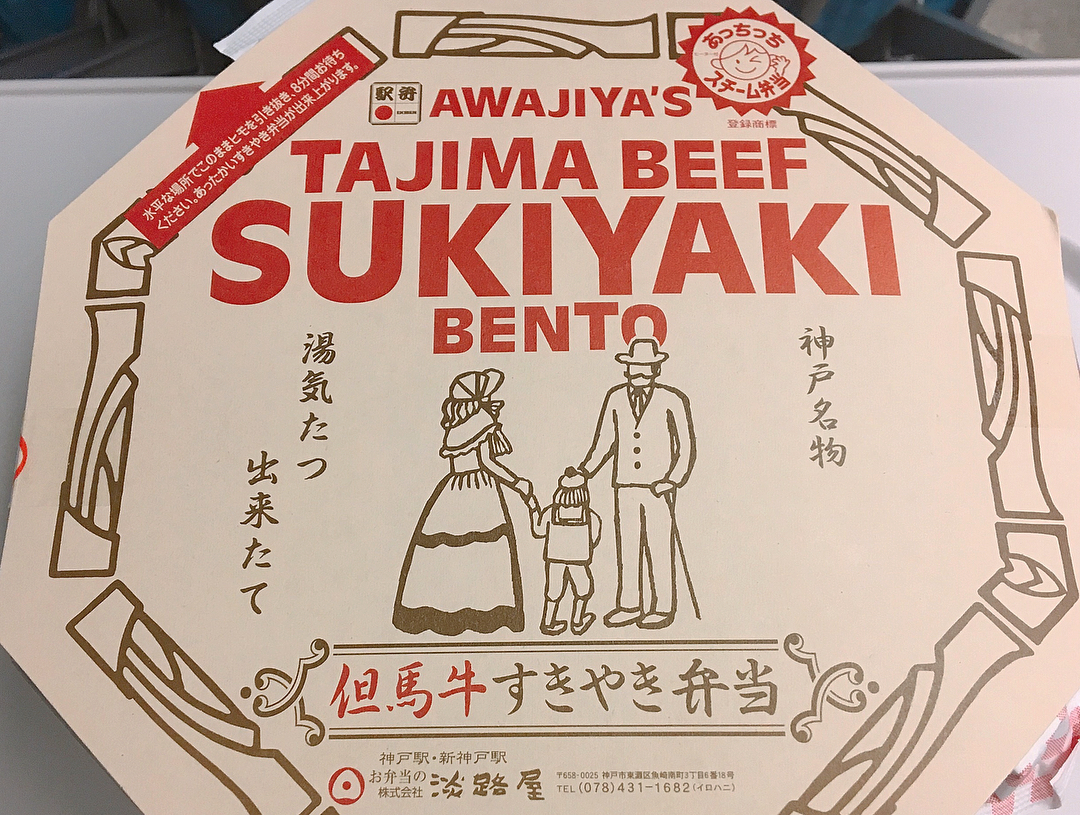 水平な場所でこのままヒモを引き抜き、8分間お待ち
ください。あったかいすきやき弁当が出来上がります。
あっちっち
スチーム弁当
登録商標
駅弁
EKIBEN
AWAJIYA'S
TAJIMA BEEF
SUKIYAKI
BENTO
神戸名物
湯気たつ
出来たて
但馬牛すきやき弁当
神戸駅・新神戸駅
お弁当の
株式会社
淡路屋
〒658-0025 神戸市東灘区魚崎南町3丁目6番18号
TEL(078)431-1682(イロハニ)